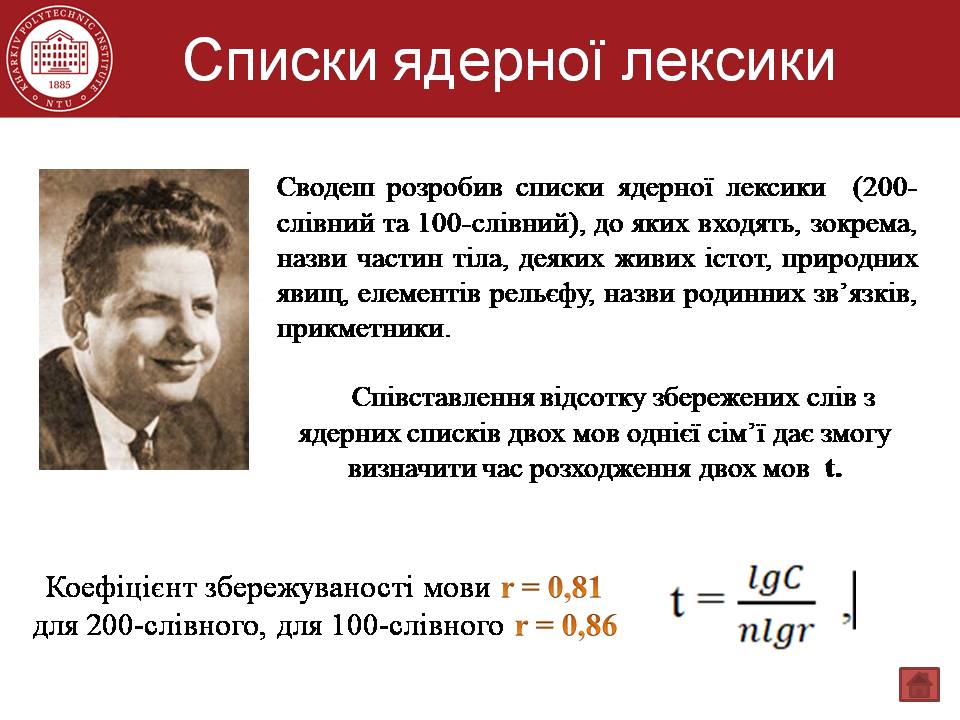 KHARKIV POLYTECHNIC INSTITUTE
1885
NTU
Списки ядерної лексики
Сводеш розробив списки ядерної лексики (200-
слівний та 100-слівний), до яких входять, зокрема,
назви частин тіла, деяких живих істот, природних
явищ, елементів рельєфу, назви родинних зв’язків,
прикметники.
Співставлення відсотку збережених слів з
ядерних списків двох мов однієї сім’ї дає змогу
визначити час розходження двох мов t.
Коефіцієнт збережуваності мови r = 0,81
для 200-слівного, для 100-слівного r = 0,86
t = lgC / nlgr ,